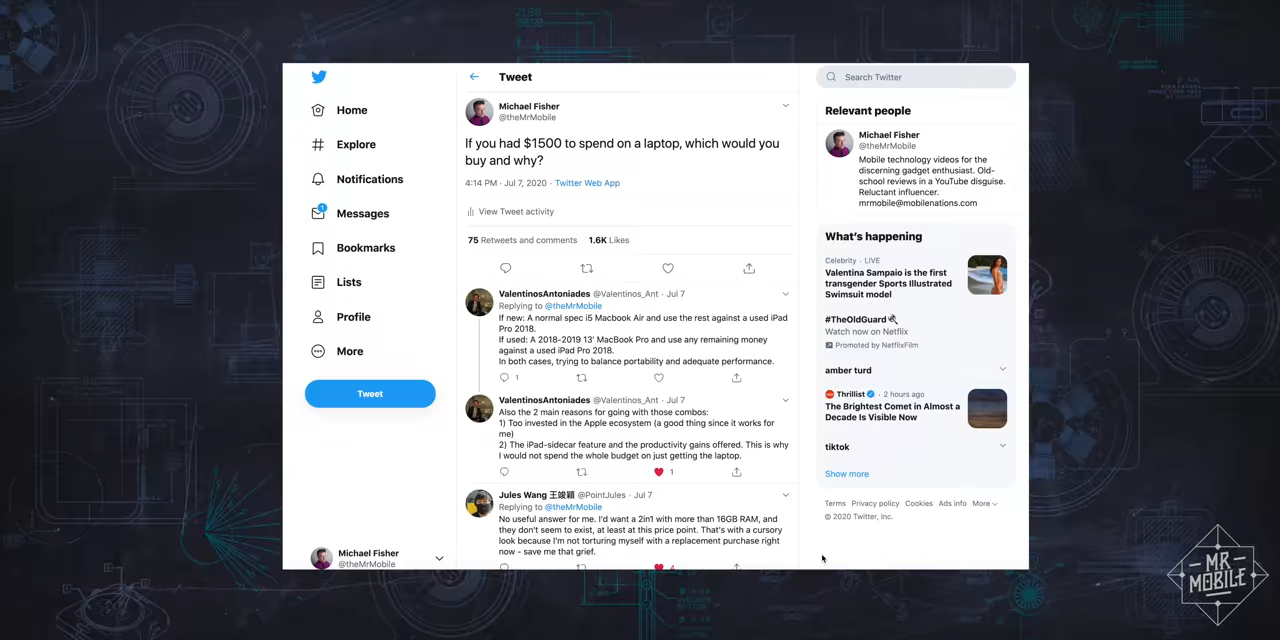 Home
Explore
Notifications
1
Messages
Bookmarks
Lists
Profile
More
Tweet
Michael Fisher
@theMrMobile
Tweet
Michael Fisher
@theMrMobile
If you had $1500 to spend on a laptop, which would you
buy and why?
4:14 PM · Jul 7, 2020 · Twitter Web App
View Tweet activity
75 Retweets and comments 1.6K Likes
ValentinosAntoniades @Valentinos_Ant · Jul 7
Replying to @theMrMobile
If new: A normal spec i5 Macbook Air and use the rest against a used iPad
Pro 2018.
If used: A 2018-2019 13' MacBook Pro and use any remaining money
against a used iPad Pro 2018.
In both cases, trying to balance portability and adequate performance.
1
ValentinosAntoniades @Valentinos_Ant · Jul 7
Also the 2 main reasons for going with those combos:
1) Too invested in the Apple ecosystem (a good thing since it works for
me)
2) The iPad-sidecar feature and the productivity gains offered. This is why
I would not spend the whole budget on just getting the laptop.
1
Jules Wang 王竣穎 @PointJules · Jul 7
Replying to @theMrMobile
No useful answer for me. I'd want a 2in1 with more than 16GB RAM, and
they don't seem to exist, at least at this price point. That's with a cursory
look because I'm not torturing myself with a replacement purchase right
now - save me that grief.
4
Search Twitter
Relevant people
Michael Fisher
@theMrMobile
Mobile technology videos for the
discerning gadget enthusiast. Old-
school reviews in a YouTube disguise.
Reluctant influencer.
mrmobile@mobilenations.com
What's happening
Celebrity · LIVE
Valentina Sampaio is the first
transgender Sports Illustrated
Swimsuit model
#TheOldGuard
Watch now on Netflix
Promoted by NetflixFilm
amber turd
Thrillist · 2 hours ago
The Brightest Comet in Almost a
Decade Is Visible Now
tiktok
Show more
Terms Privacy policy Cookies Ads info More
© 2020 Twitter, Inc.
MR
MOBILE